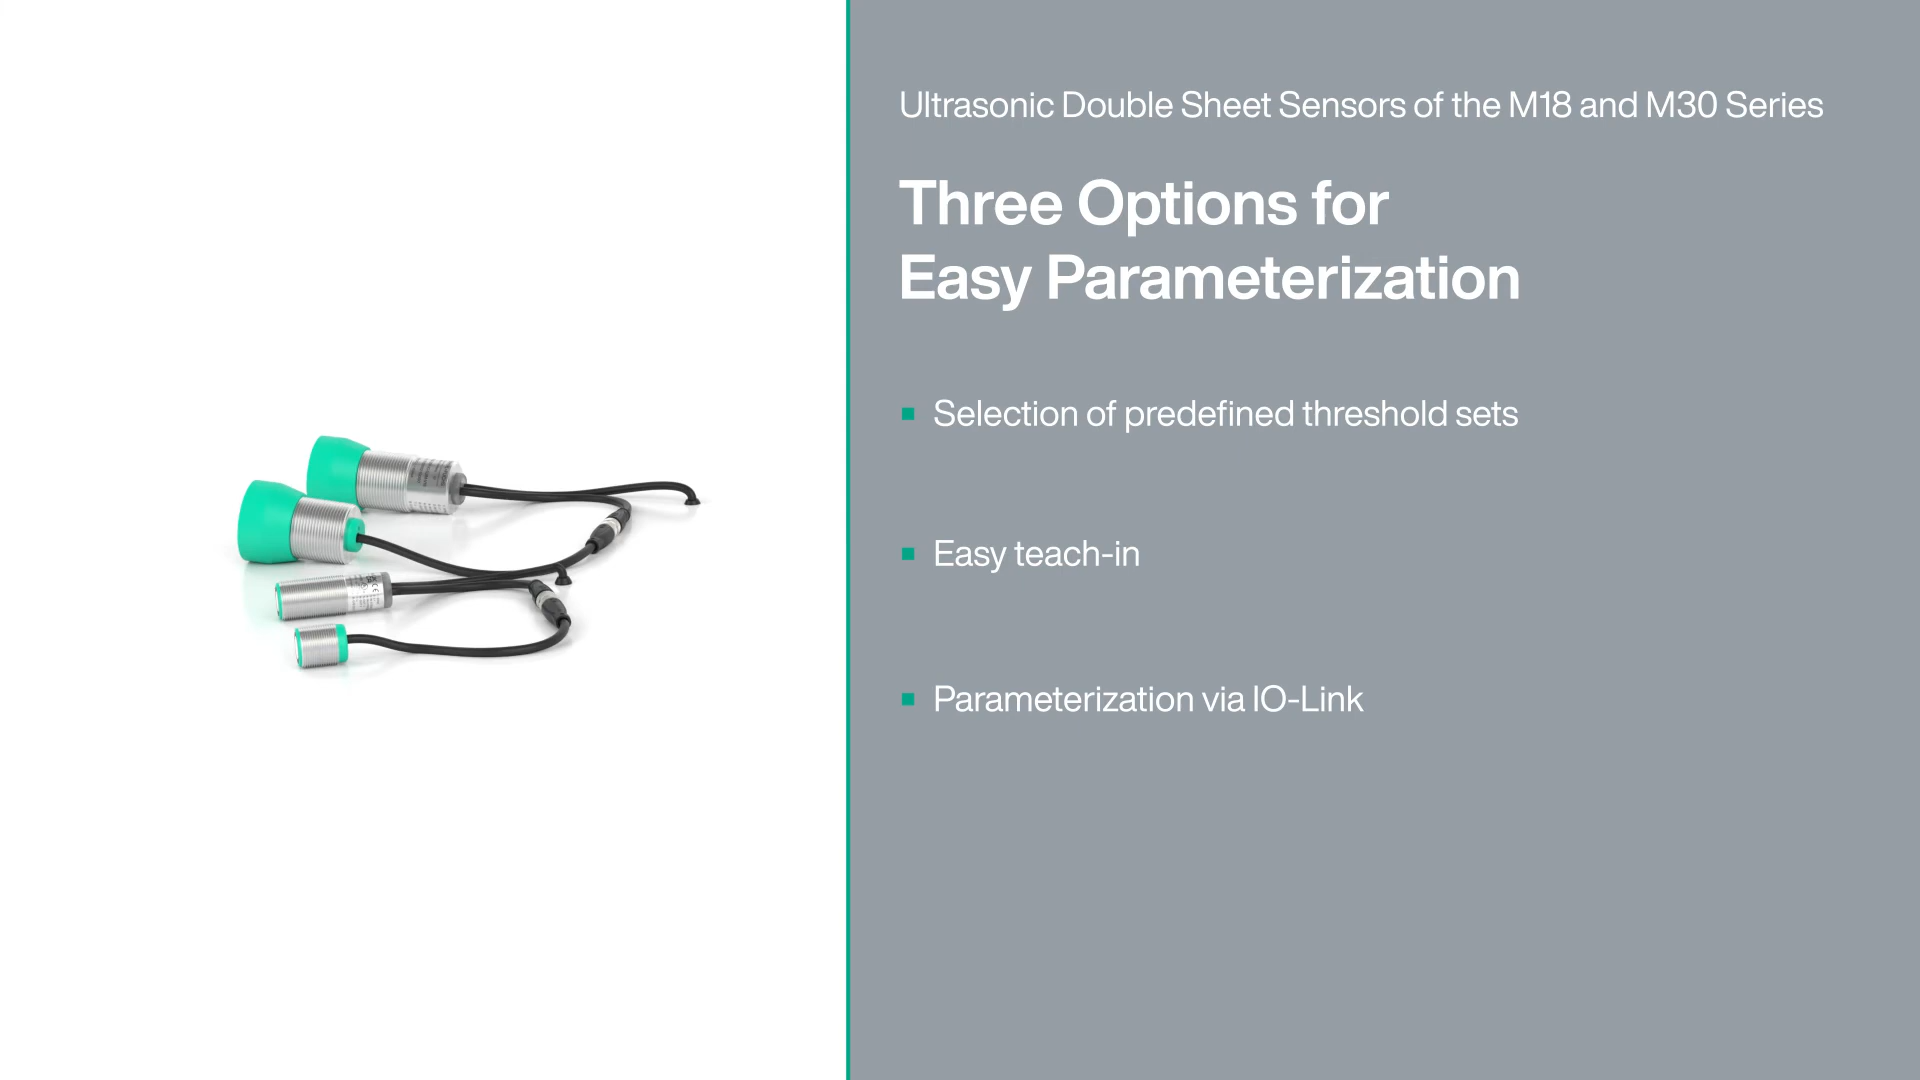 Ultrasonic Double Sheet Sensors of the M18 and M30 Series
Three Options for
Easy Parameterization
Selection of predefined threshold sets
Easy teach-in
Parameterization via IO-Link